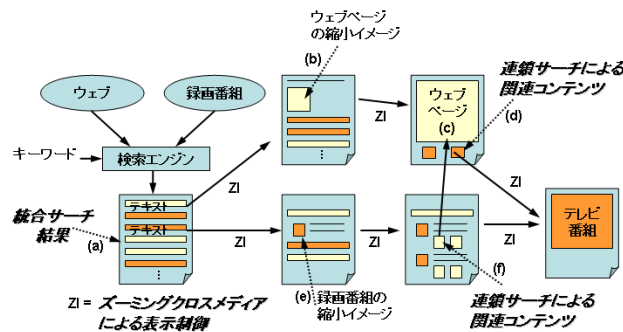 ウェブページ
の縮小イメージ
(b)
連鎖サーチによる
関連コンテンツ
(d)
ウェブ
録画番組
ウェブ
ページ
(c)
ZI
キーワード
検索エンジン
ZI
ZI
テキスト
テキスト
統合サーチ
結果
(a)
ZI
ZI
ZI
テレビ
番組
(e)
録画番組の
縮小イメージ
(f)
連鎖サーチによる
関連コンテンツ
ZI = ズーミングクロスメディア
による表示制御